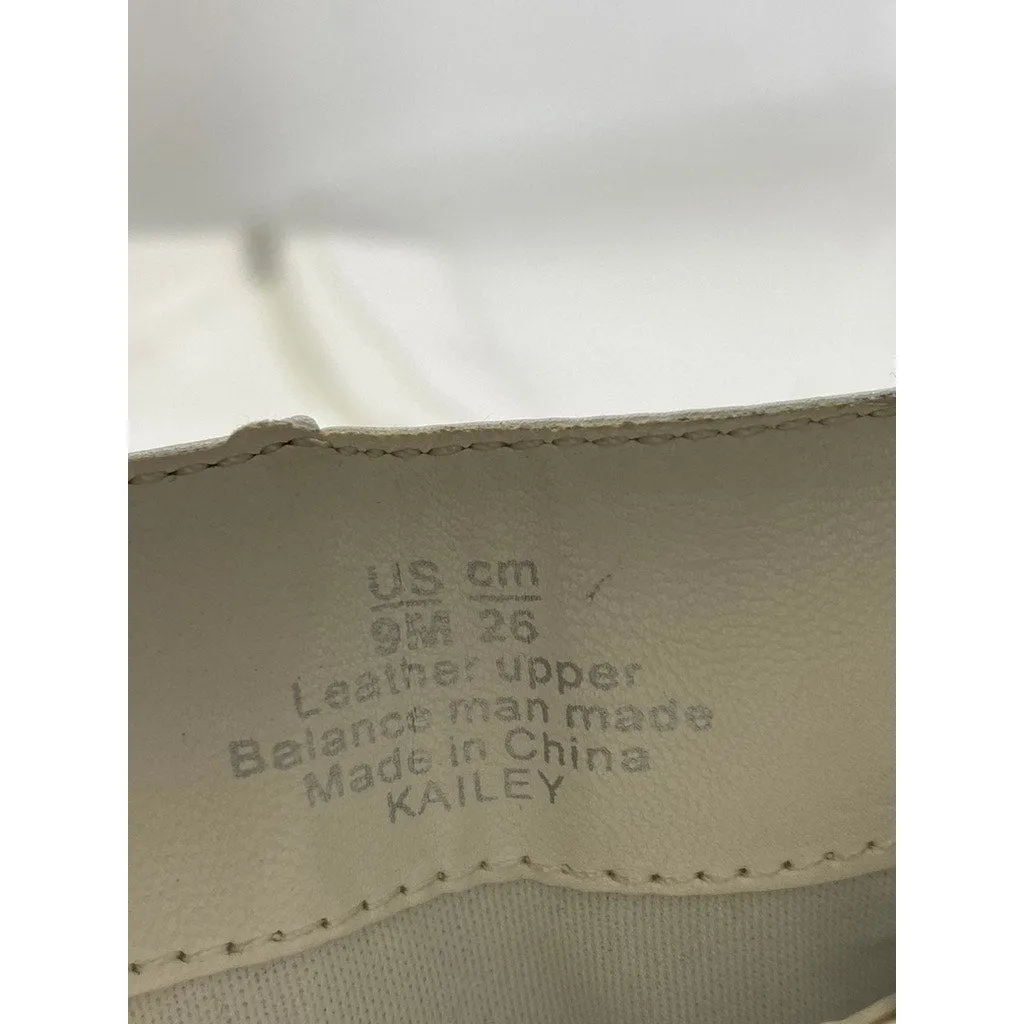 US cm
9M 26
Leather upper
Balance man made
Made in China
KAILEY